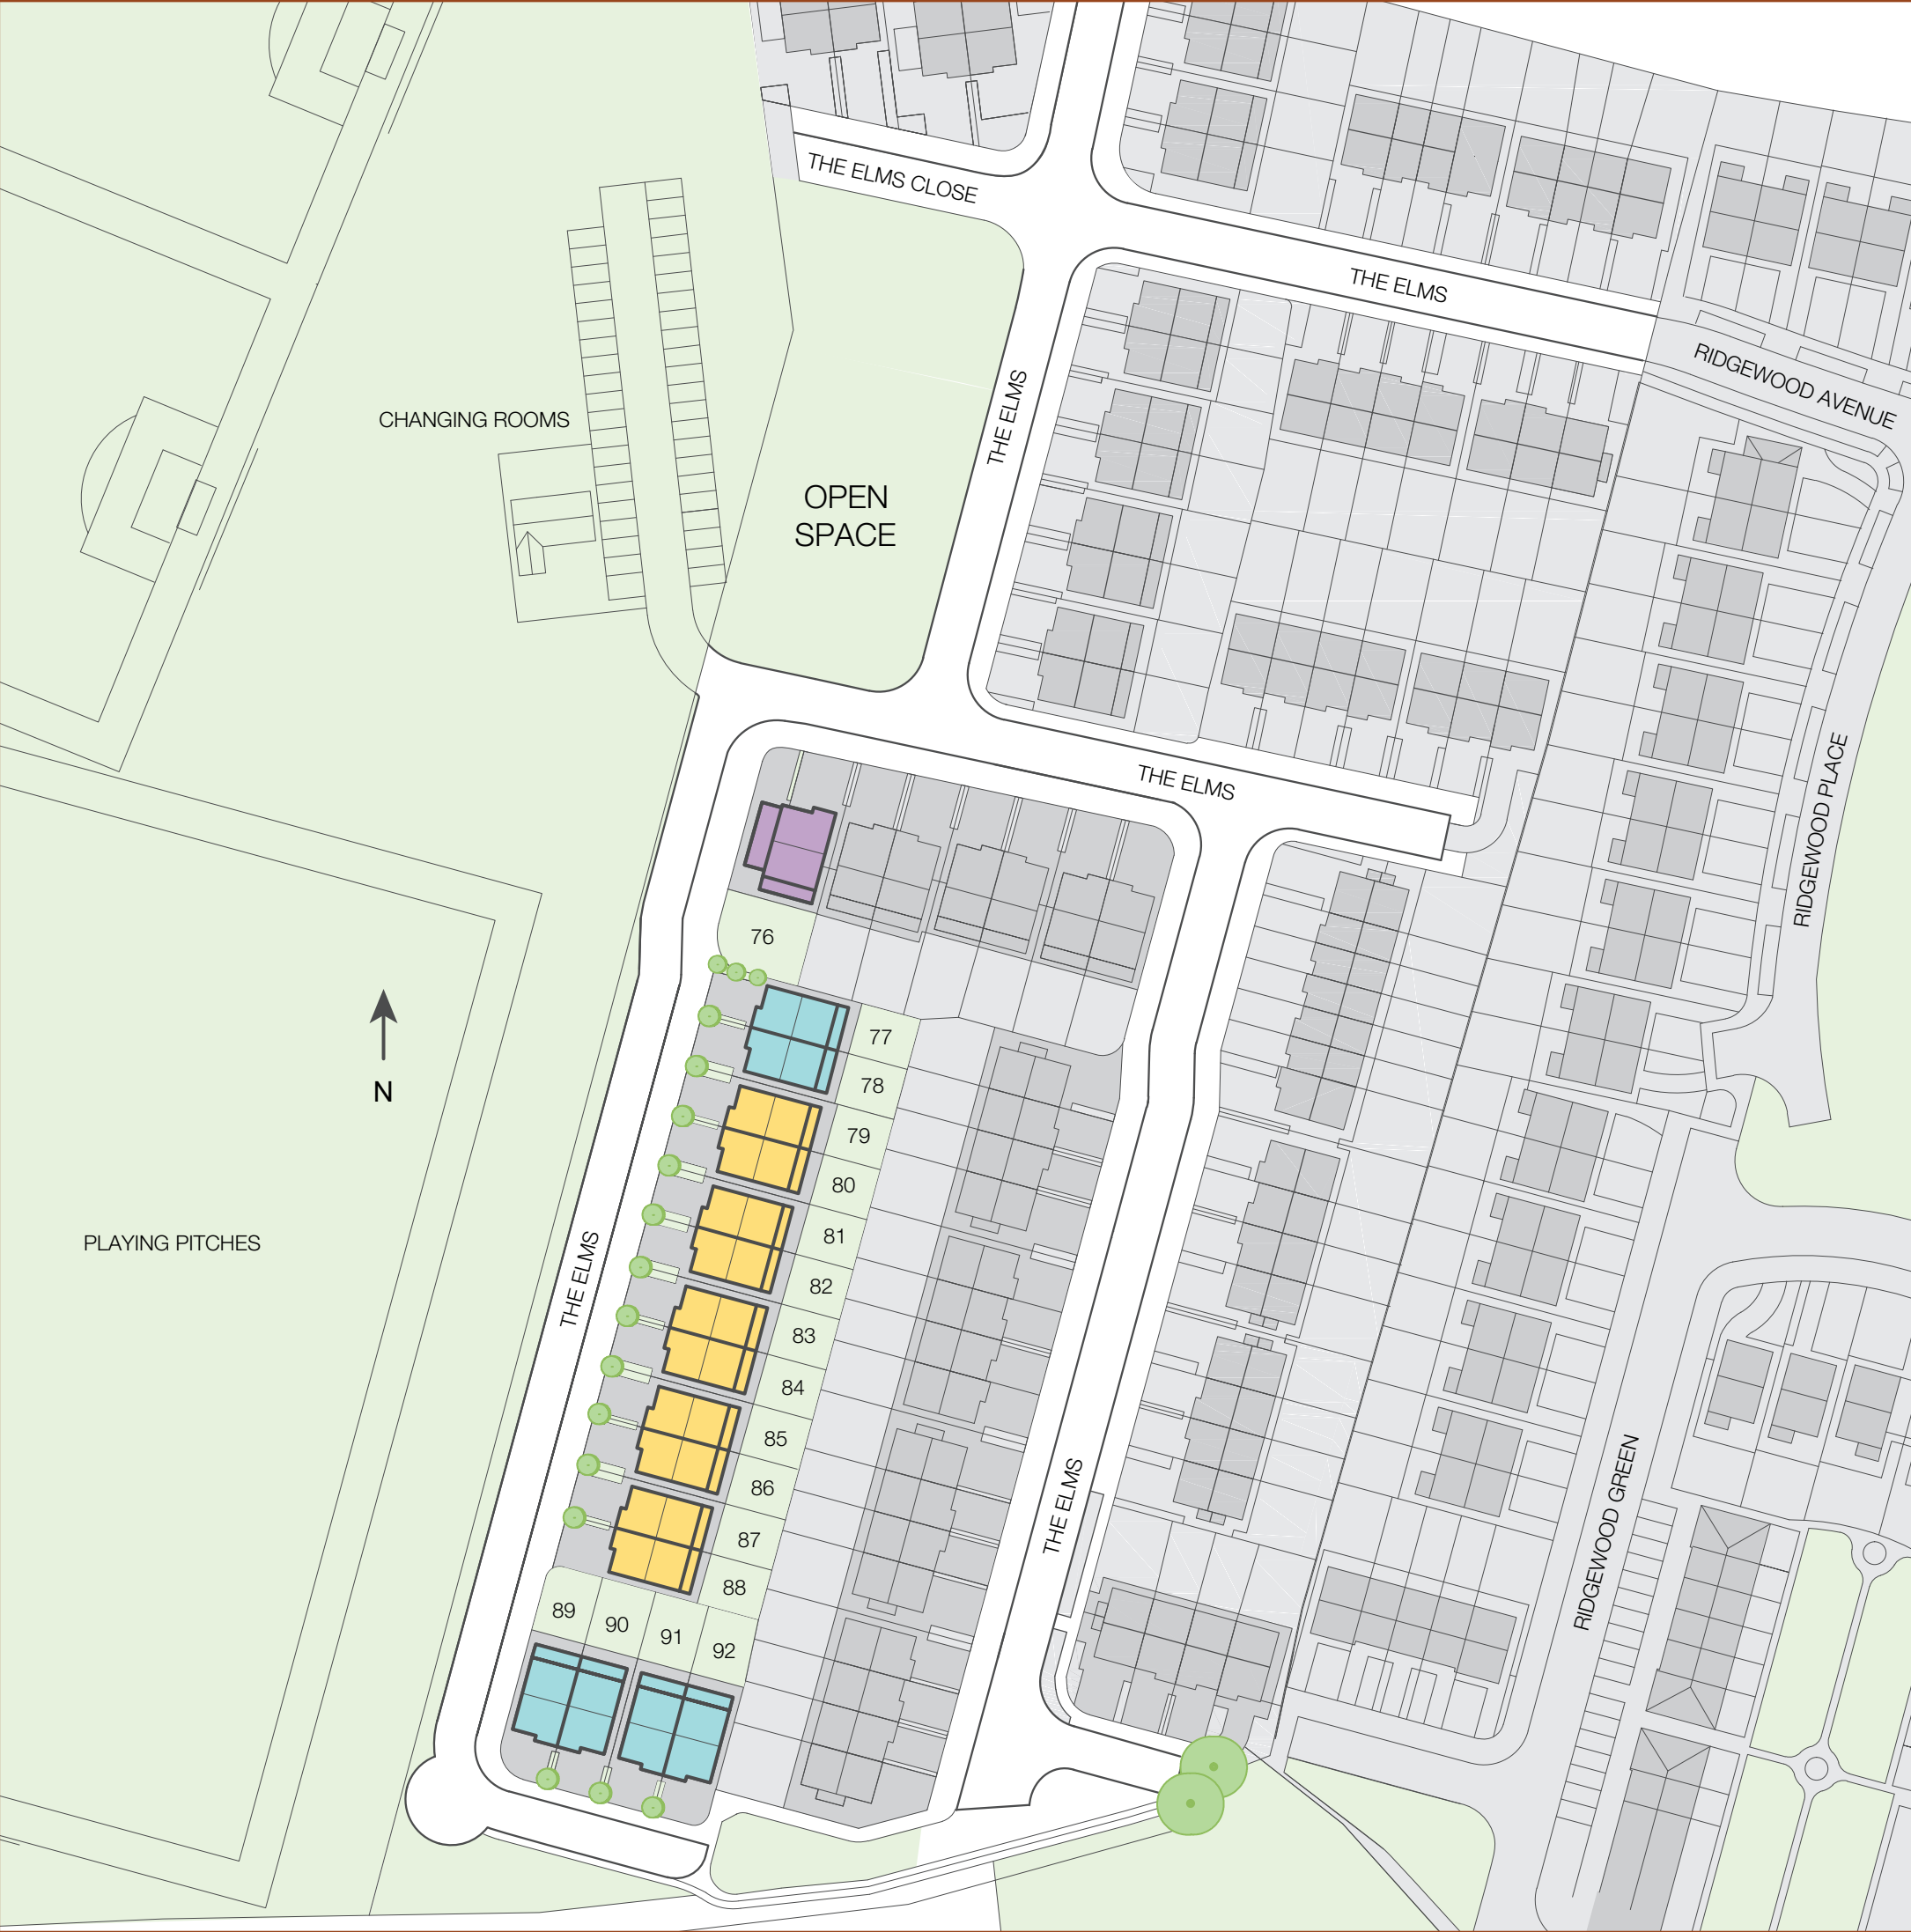 THE ELMS CLOSE
THE ELMS
RIDGEWOOD AVENUE
THE ELMS
CHANGING ROOMS
OPEN
SPACE
THE ELMS
RIDGEWOOD PLACE
76
77
78
79
80
81
82
83
84
85
86
87
88
89
90
91
92
N
PLAYING PITCHES
THE ELMS
THE ELMS
RIDGEWOOD GREEN